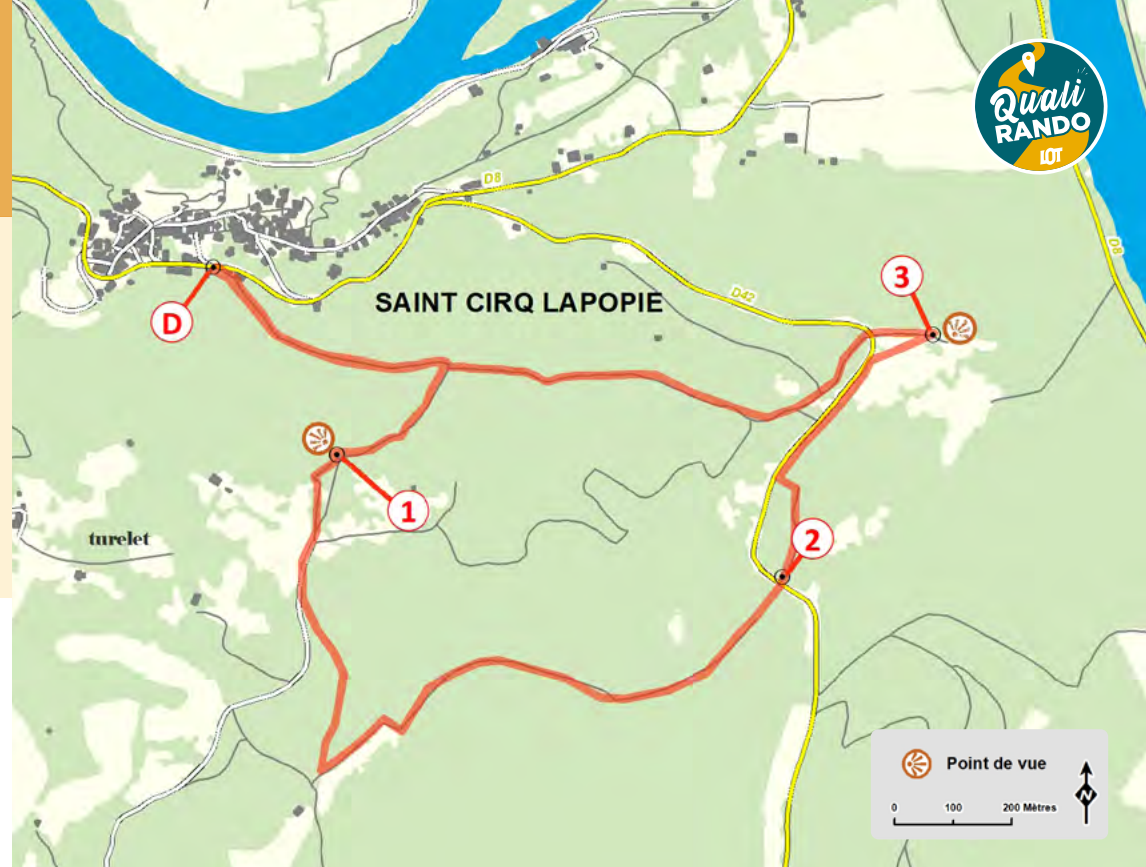 Quali
RANDO
LOT
D8
D8
D42
3
D
SAINT CIRQ LAPOPIE
1
turelet
2
Point de vue
0 100 200 Mètres
N